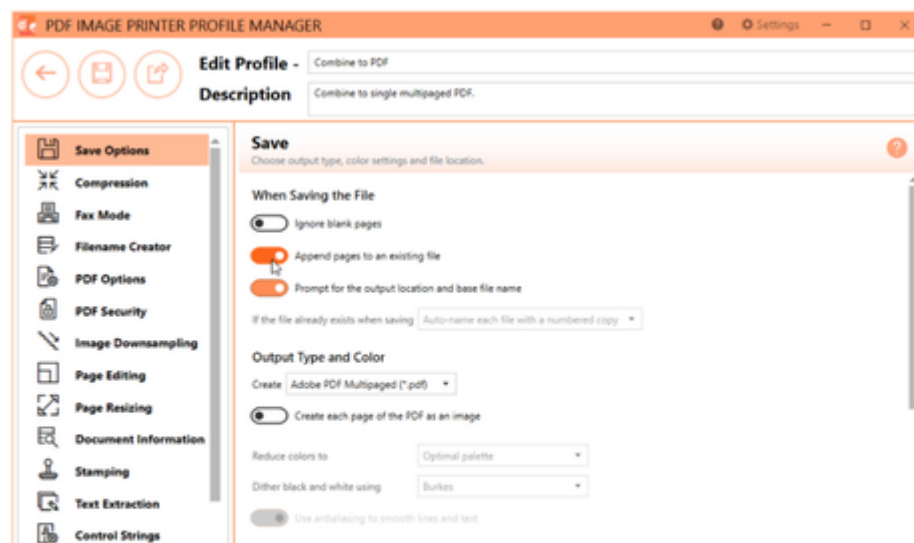 PDF IMAGE PRINTER PROFILE MANAGER
Settings
Edit Profile - Combine to PDF
Description Combine to single multipaged PDF.
Save Options
Compression
Fax Mode
Filename Creator
PDF Options
PDF Security
Image Downsampling
Page Editing
Page Resizing
Document Information
Stamping
Text Extraction
Control Strings
Save
Choose output type, color settings and file location.
When Saving the File
Ignore blank pages
Append pages to an existing file
Prompt for the output location and base file name
If the file already exists when saving Auto-name each file with a numbered copy
Output Type and Color
Create Adobe PDF Multipaged (*.pdf)
Create each page of the PDF as an image
Reduce colors to Optimal palette
Dither black and white using Burkes
Use antialiasing to smooth lines and text